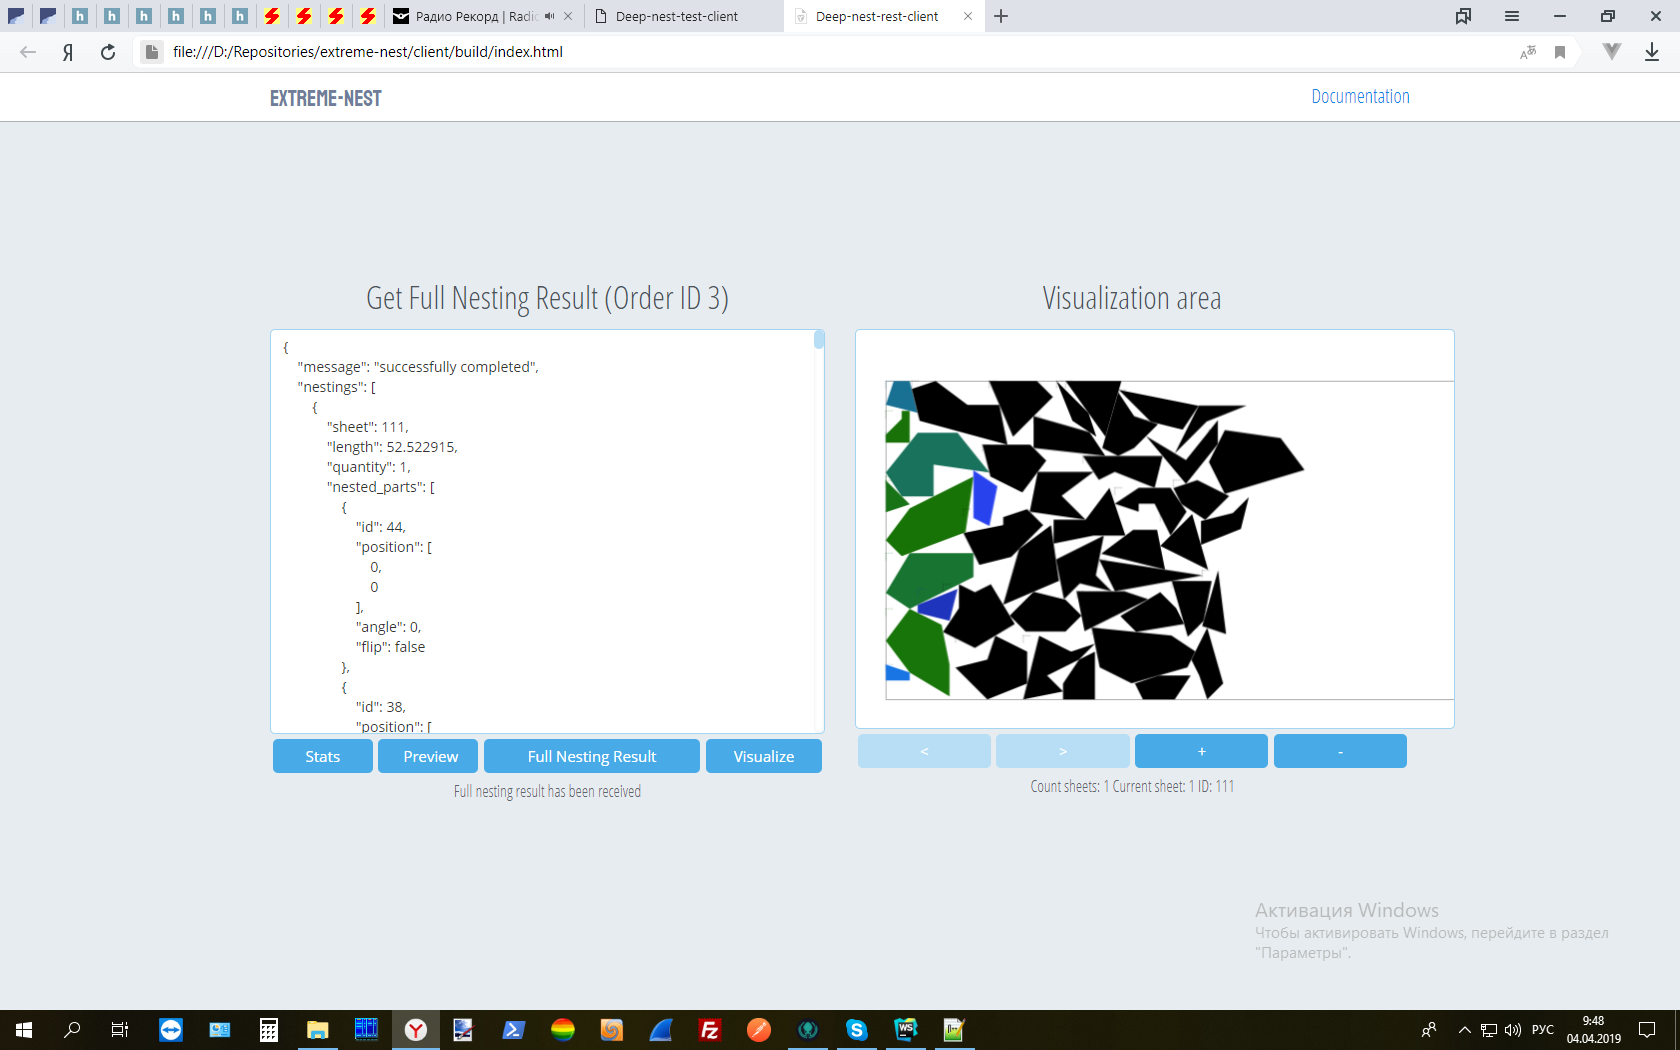 Радио Рекорд | Radio
Deep-nest-test-client
Deep-nest-rest-client
file:///D:/Repositories/extreme-nest/client/build/index.html
EXTREME-NEST
Documentation
Get Full Nesting Result (Order ID 3)
{
"message": "successfully completed",
"nestings": [
{
"sheet": 111,
"length": 52.522915,
"quantity": 1,
"nested_parts": [
{
"id": 44,
"position": [
0,
0
],
"angle": 0,
"flip": false
},
{
"id": 38,
"position": [
Stats
Preview
Full Nesting Result
Visualize
Full nesting result has been received
Visualization area
<
>
+
-
Count sheets: 1 Current sheet: 1 ID: 111
Активация Windows
Чтобы активировать Windows, перейдите в раздел
"Параметры".
РУС
9:48
04.04.2019